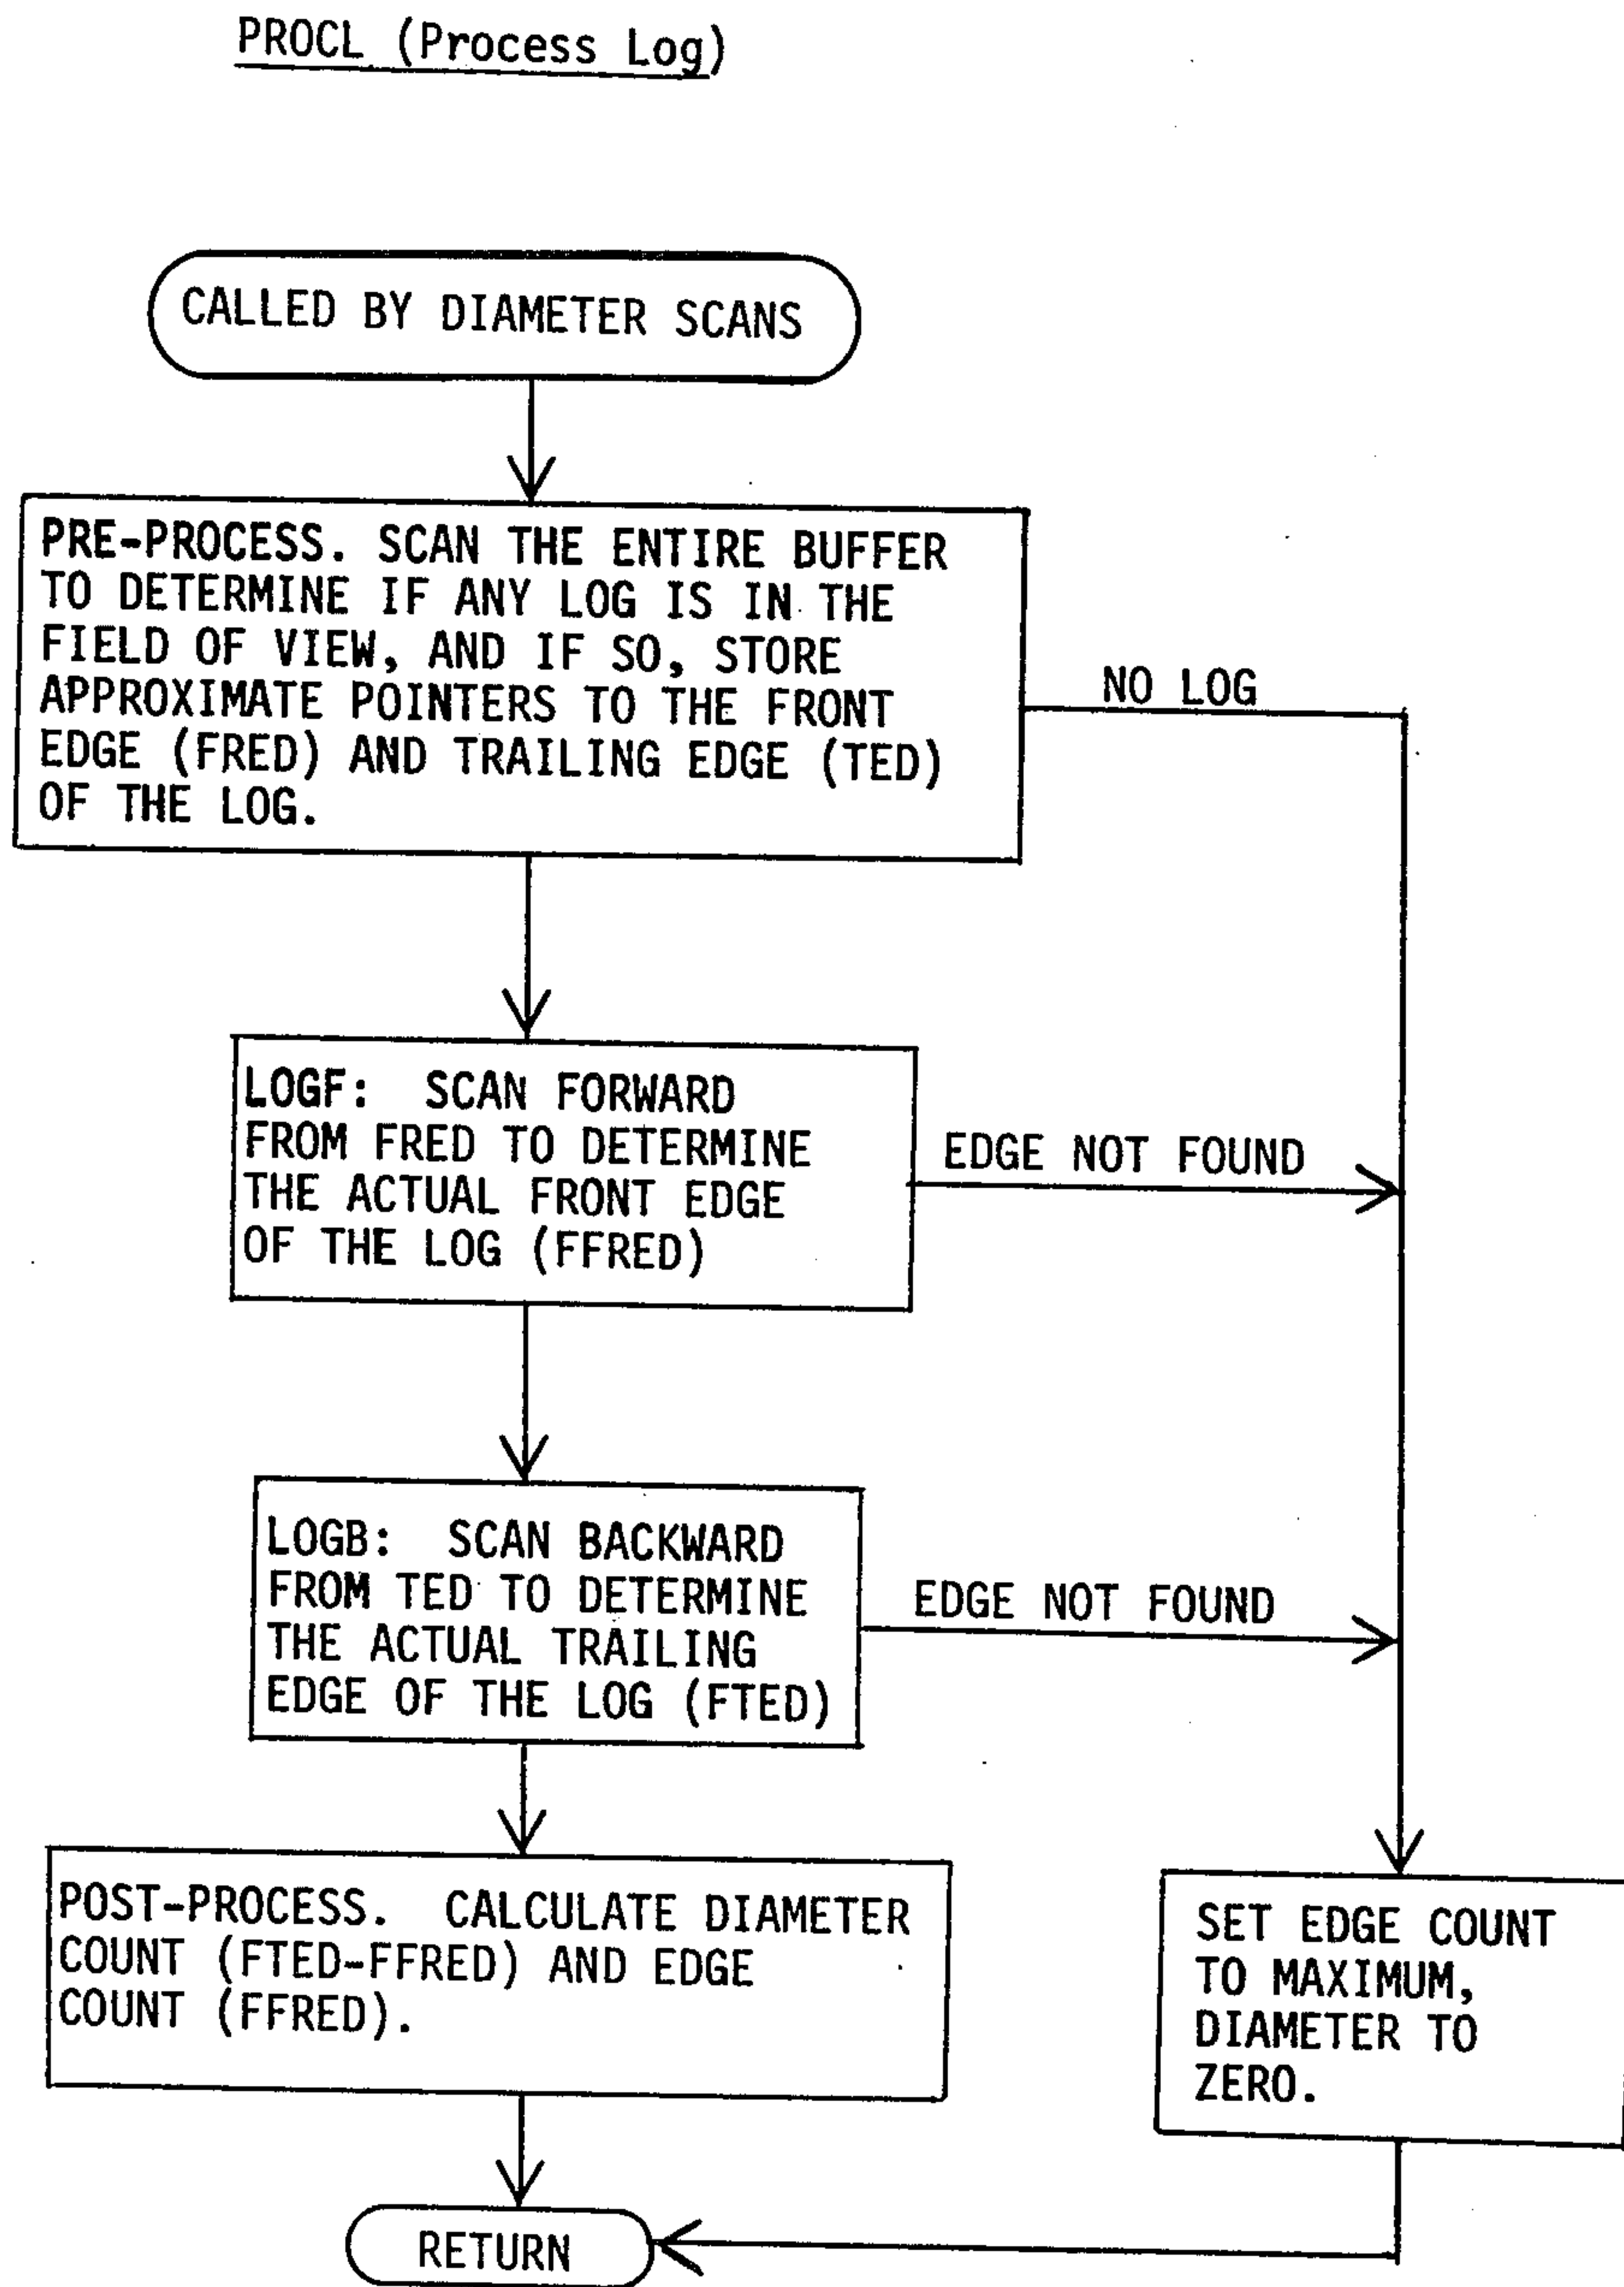 PROCL (Process Log)
CALLED BY DIAMETER SCANS
PRE-PROCESS. SCAN THE ENTIRE BUFFER
TO DETERMINE IF ANY LOG IS IN THE
FIELD OF VIEW, AND IF SO, STORE
APPROXIMATE POINTERS TO THE FRONT
EDGE (FRED) AND TRAILING EDGE (TED)
OF THE LOG.
NO LOG
LOGF: SCAN FORWARD
FROM FRED TO DETERMINE
THE ACTUAL FRONT EDGE
OF THE LOG (FFRED)
EDGE NOT FOUND
LOGB: SCAN BACKWARD
FROM TED TO DETERMINE
THE ACTUAL TRAILING
EDGE OF THE LOG (FTED)
EDGE NOT FOUND
POST-PROCESS. CALCULATE DIAMETER
COUNT (FTED-FFRED) AND EDGE
COUNT (FFRED).
SET EDGE COUNT
TO MAXIMUM,
DIAMETER TO
ZERO.
RETURN